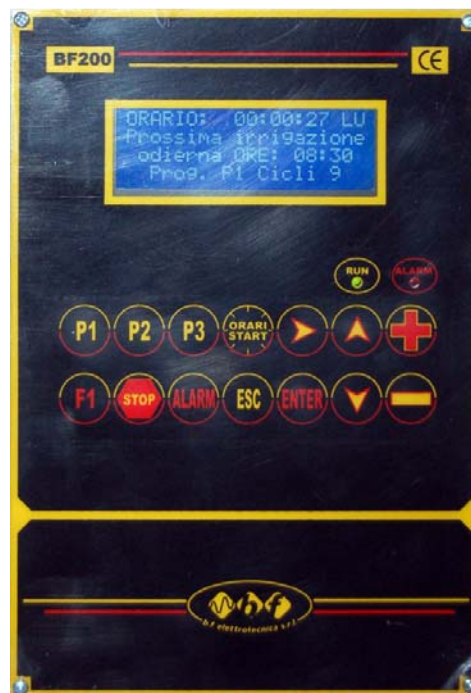 BF200
CE
ORARIO: 00:00:27 LU
Prossima irrigazione
odierna ORE: 08:30
Prog. P1 Cicli 9
RUN
ALARM
P1
P2
P3
ORARI
START
F1
STOP
ALARM
ESC
ENTER
bf
b.f elettrotecnica s.r.l.